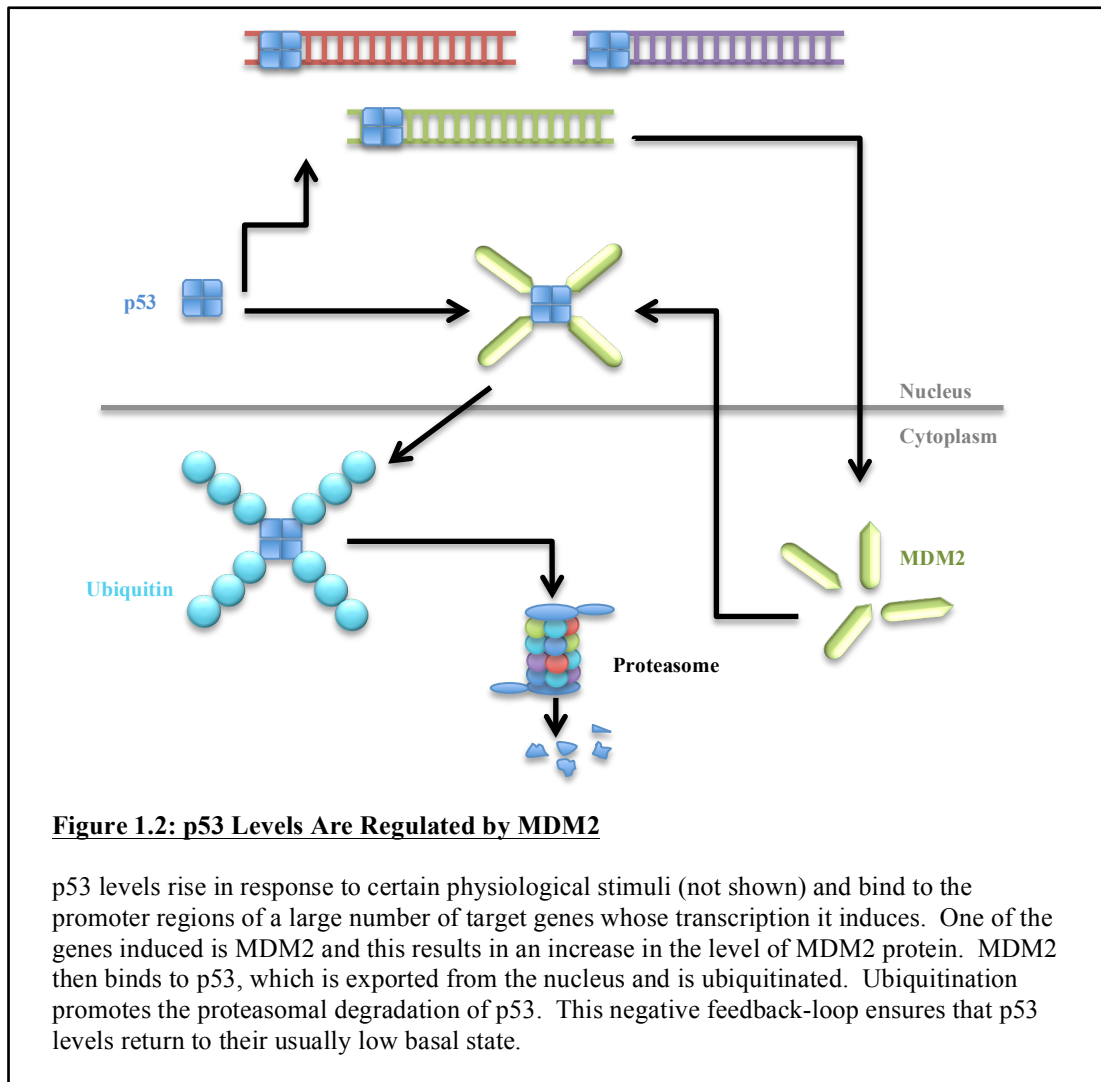 p53
Nucleus
Cytoplasm
Ubiquitin
MDM2
Proteasome
Figure 1.2: p53 Levels Are Regulated by MDM2
p53 levels rise in response to certain physiological stimuli (not shown) and bind to the
promoter regions of a large number of target genes whose transcription it induces.  One of the
genes induced is MDM2 and this results in an increase in the level of MDM2 protein.  MDM2
then binds to p53, which is exported from the nucleus and is ubiquitinated.  Ubiquitination
promotes the proteasomal degradation of p53.  This negative feedback-loop ensures that p53
levels return to their usually low basal state.